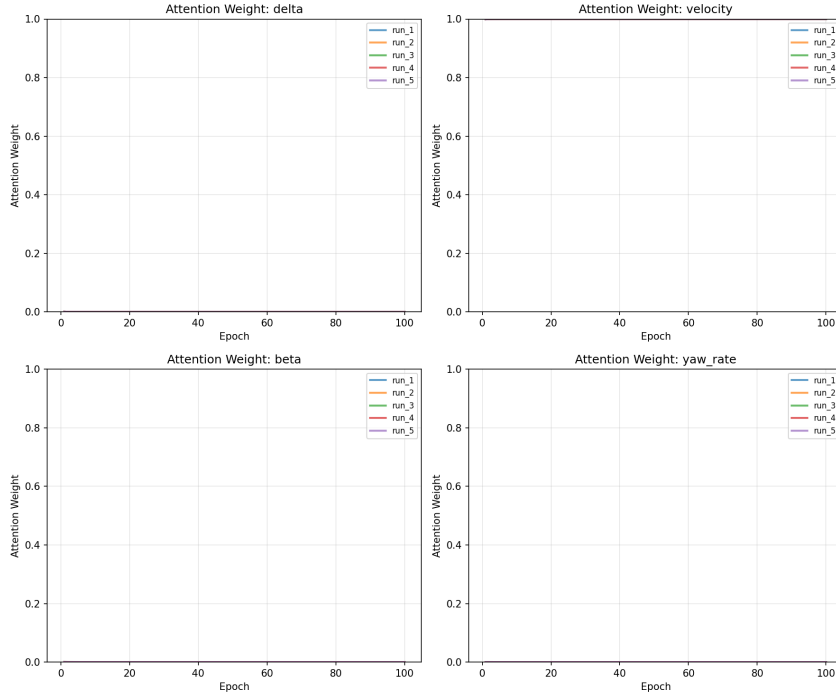 Attention Weight: delta
1.0
0.8
0.6
0.4
0.2
0.0
Attention Weight
0 20 40 60 80 100
Epoch
run_1
run_2
run_3
run_4
run_5
Attention Weight: velocity
1.0
0.8
0.6
0.4
0.2
0.0
Attention Weight
0 20 40 60 80 100
Epoch
run_1
run_2
run_3
run_4
run_5
Attention Weight: beta
1.0
0.8
0.6
0.4
0.2
0.0
Attention Weight
0 20 40 60 80 100
Epoch
run_1
run_2
run_3
run_4
run_5
Attention Weight: yaw_rate
1.0
0.8
0.6
0.4
0.2
0.0
Attention Weight
0 20 40 60 80 100
Epoch
run_1
run_2
run_3
run_4
run_5